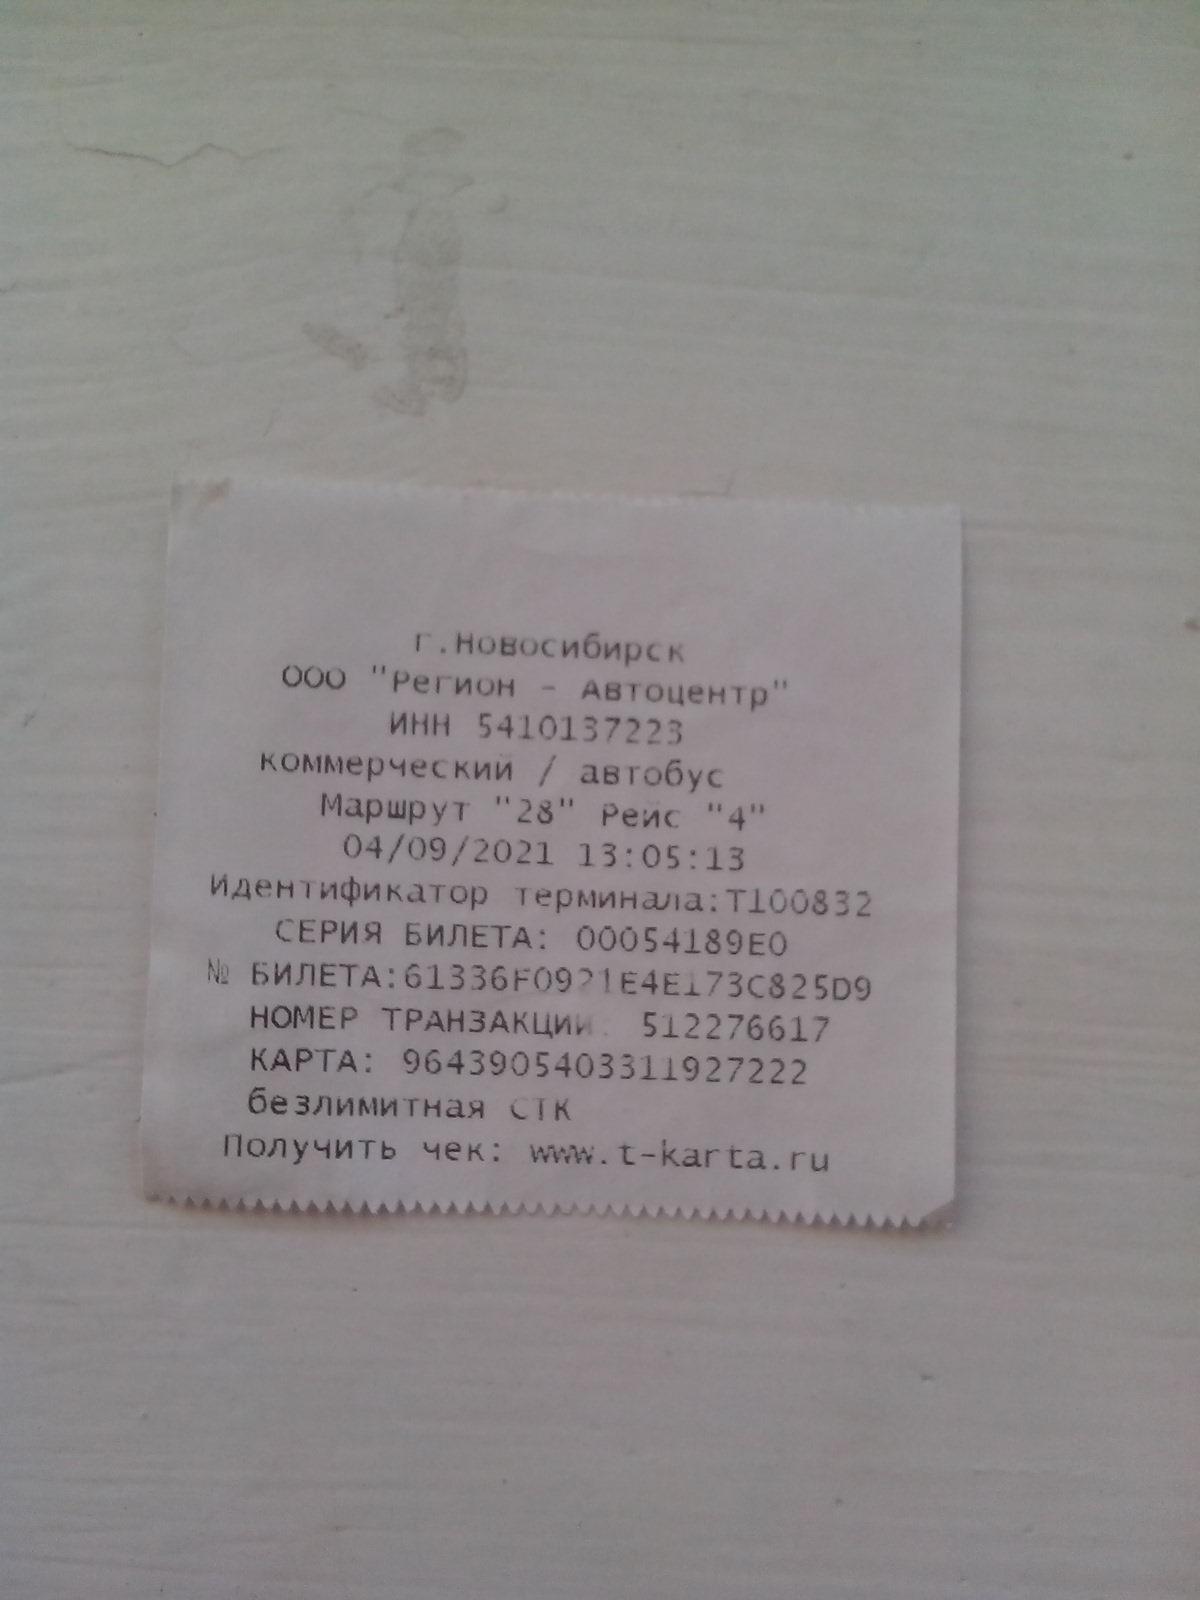 г.Новосибирск
ООО "Регион - Автоцентр"
ИНН 5410137223
коммерческий / автобус
Маршрут "28" Рейс "4"
04/09/2021 13:05:13
Идентификатор терминала:T100832
СЕРИЯ БИЛЕТА: 00054189E0
№ БИЛЕТА:61336F0921E4E173C825D9
НОМЕР ТРАНЗАКЦИИ: 512276617
КАРТА: 9643905403311927222
безлимитная СТК
Получить чек: www.t-karta.ru